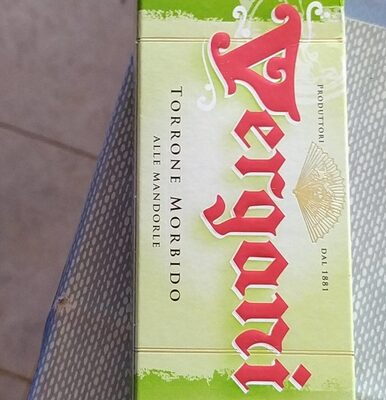 PRODUTTORI DAL 1881
Vergani
TORRONE MORBIDO
ALLE MANDORLE